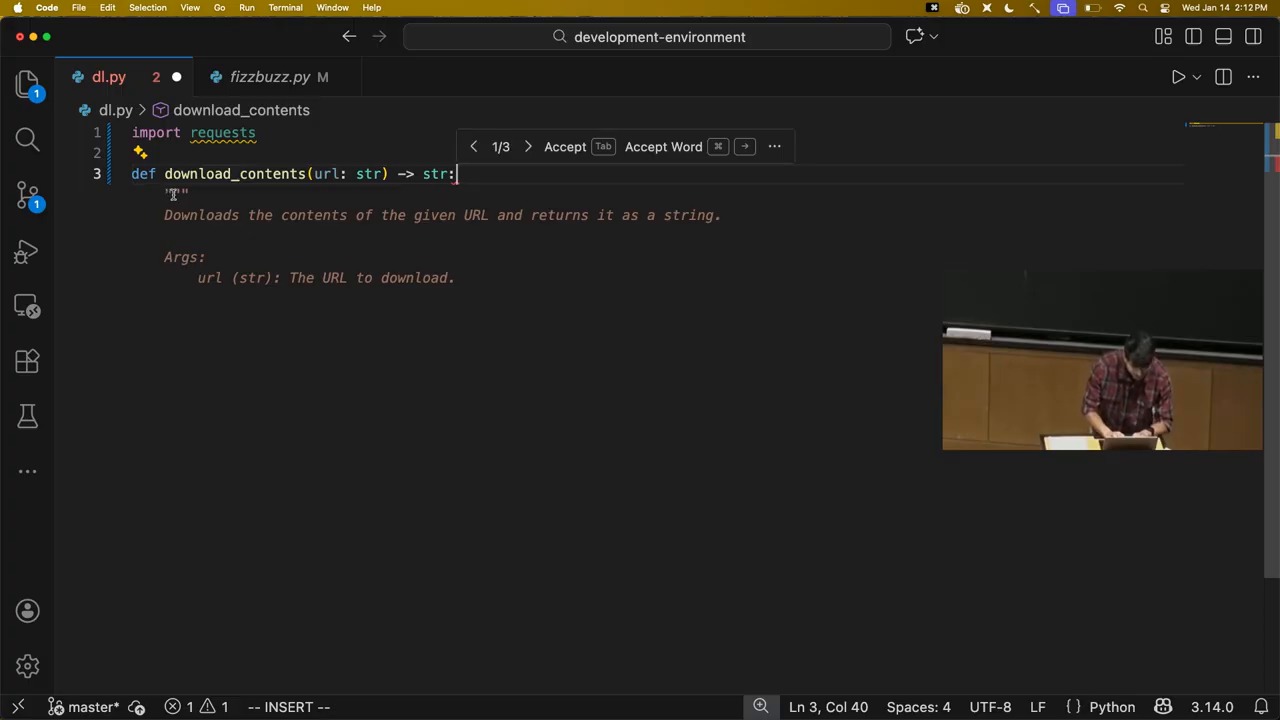 Code File Edit Selection View Go Run Terminal Window Help Wed Jan 14 2:12 PM
development-environment
dl.py 2 fizzbuzz.py M
dl.py > download_contents
1 import requests
1/3 Accept Tab Accept Word ⌘ →
2
3 def download_contents(url: str) -> str:
"""
Downloads the contents of the given URL and returns it as a string.
Args:
url (str): The URL to download.
1
1
master* 1 1 -- INSERT -- Ln 3, Col 40 Spaces: 4 UTF-8 LF { } Python 3.14.0